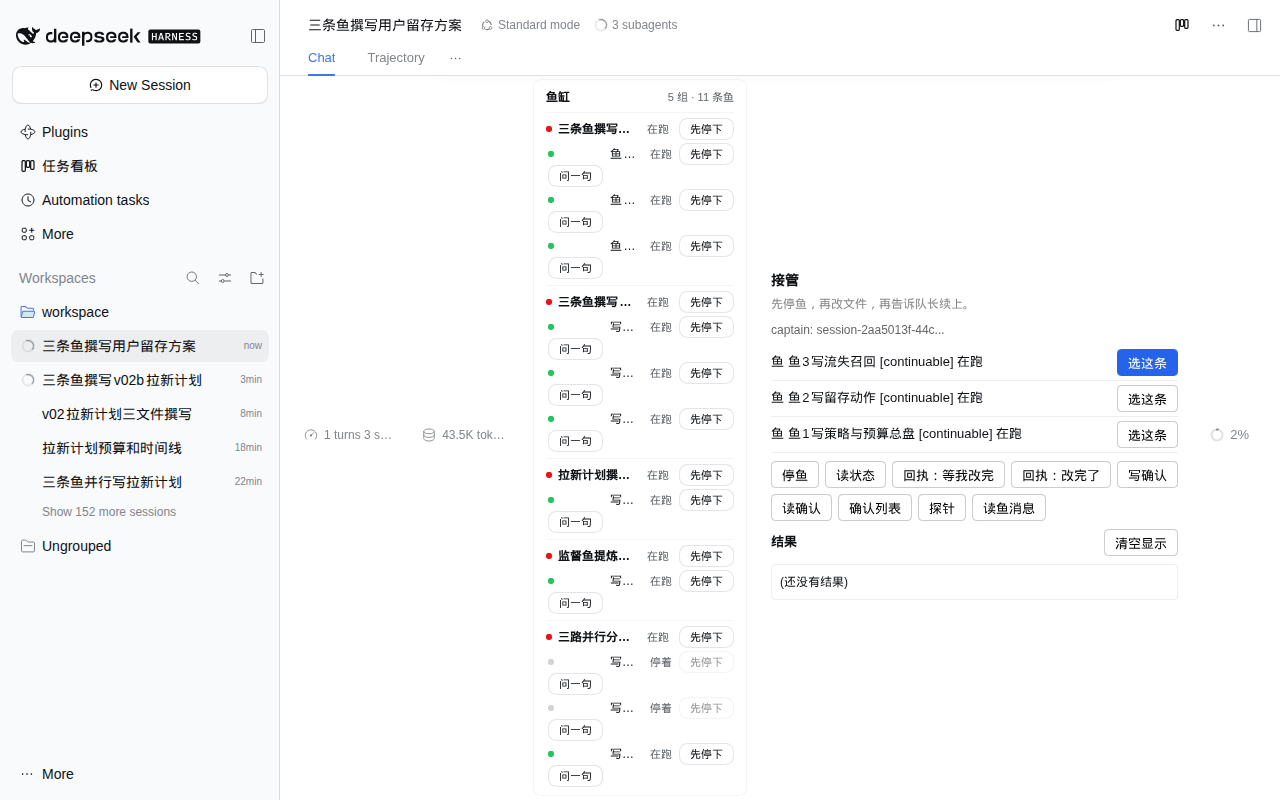 deepseek HARNESS
New Session
Plugins
任务看板
Automation tasks
More
Workspaces
workspace
三条鱼撰写用户留存方案 now
三条鱼撰写v02b拉新计划 3min
v02拉新计划三文件撰写 8min
拉新计划预算和时间线 18min
三条鱼并行写拉新计划 22min
Show 152 more sessions
Ungrouped
More
三条鱼撰写用户留存方案 Standard mode 3 subagents
Chat Trajectory
1 turns 3 s... 43.5K tok...
鱼缸 5 组 · 11 条鱼
三条鱼撰写... 在跑 先停下
鱼... 在跑 先停下
问一句
鱼... 在跑 先停下
问一句
鱼... 在跑 先停下
问一句
三条鱼撰写... 在跑 先停下
写... 在跑 先停下
问一句
写... 在跑 先停下
问一句
写... 在跑 先停下
问一句
拉新计划撰... 在跑 先停下
写... 在跑 先停下
问一句
监督鱼提炼... 在跑 先停下
写... 在跑 先停下
问一句
三路并行分... 在跑 先停下
写... 停着 先停下
问一句
写... 停着 先停下
问一句
写... 在跑 先停下
问一句
接管
先停鱼，再改文件，再告诉队长续上。
captain: session-2aa5013f-44c...
鱼 鱼3写流失召回 [continuable] 在跑 选这条
鱼 鱼2写留存动作 [continuable] 在跑 选这条
鱼 鱼1写策略与预算总盘 [continuable] 在跑 选这条
停鱼 读状态 回执：等我改完 回执：改完了 写确认
读确认 确认列表 探针 读鱼消息
结果 清空显示
(还没有结果)
2%